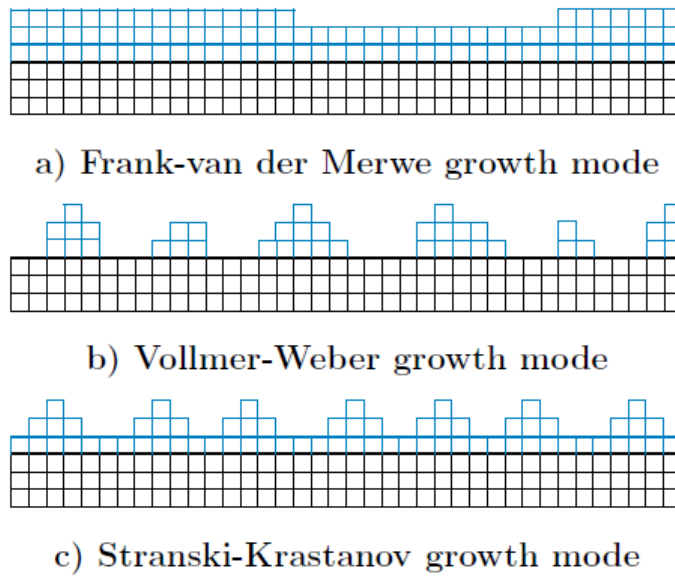 a) Frank-van der Merwe growth mode
b) Vollmer-Weber growth mode
c) Stranski-Krastanov growth mode